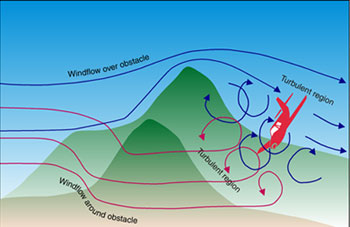 Windflow over obstacle
Turbulent region
Turbulent region
Windflow around obstacle